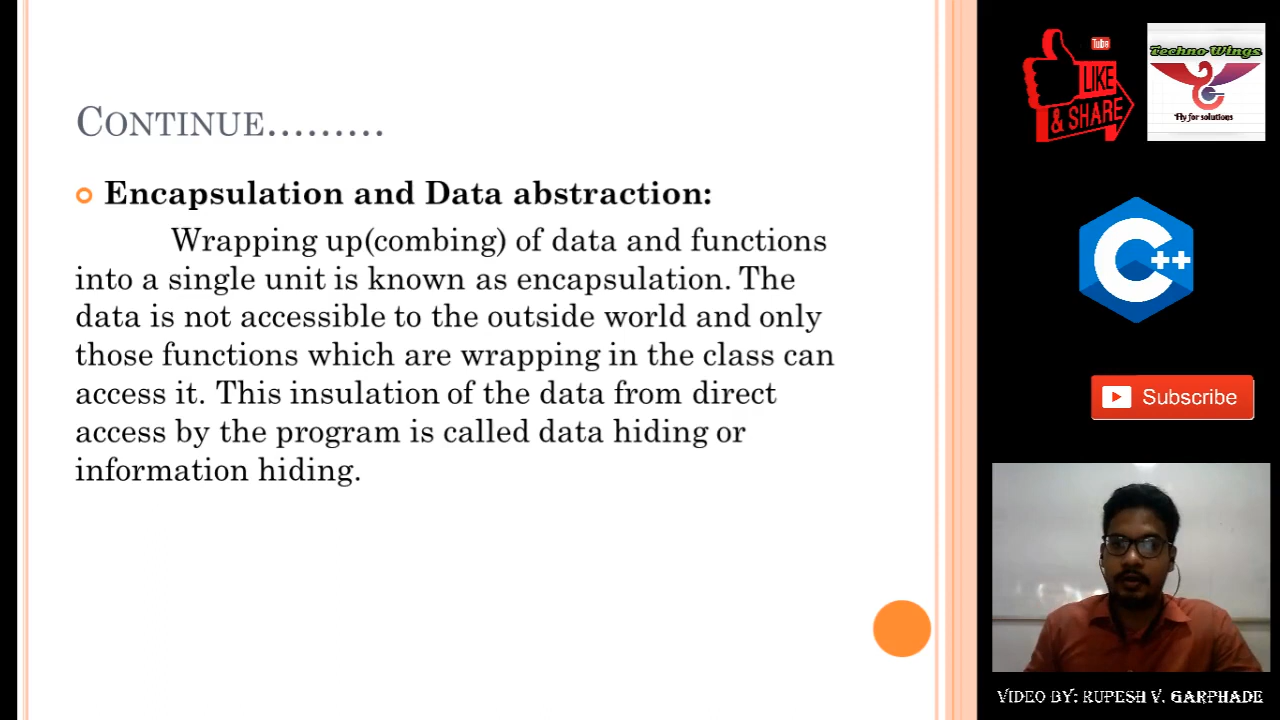 CONTINUE.........
Encapsulation and Data abstraction:
Wrapping up(combing) of data and functions
into a single unit is known as encapsulation. The
data is not accessible to the outside world and only
those functions which are wrapping in the class can
access it. This insulation of the data from direct
access by the program is called data hiding or
information hiding.
Tube
LIKE
& SHARE
Techno Wings
Fly for solutions
C++
Subscribe
VIDEO BY: RUPESH V. GARPHADE